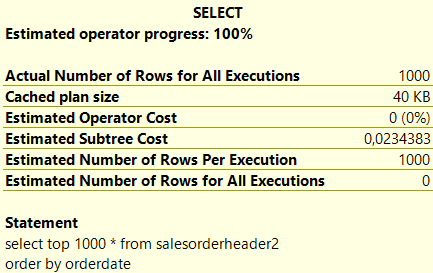 SELECT
Estimated operator progress: 100%
Actual Number of Rows for All Executions 1000
Cached plan size 40 KB
Estimated Operator Cost 0 (0%)
Estimated Subtree Cost 0,0234383
Estimated Number of Rows Per Execution 1000
Estimated Number of Rows for All Executions 0
Statement
select top 1000 * from salesorderheader2
order by orderdate